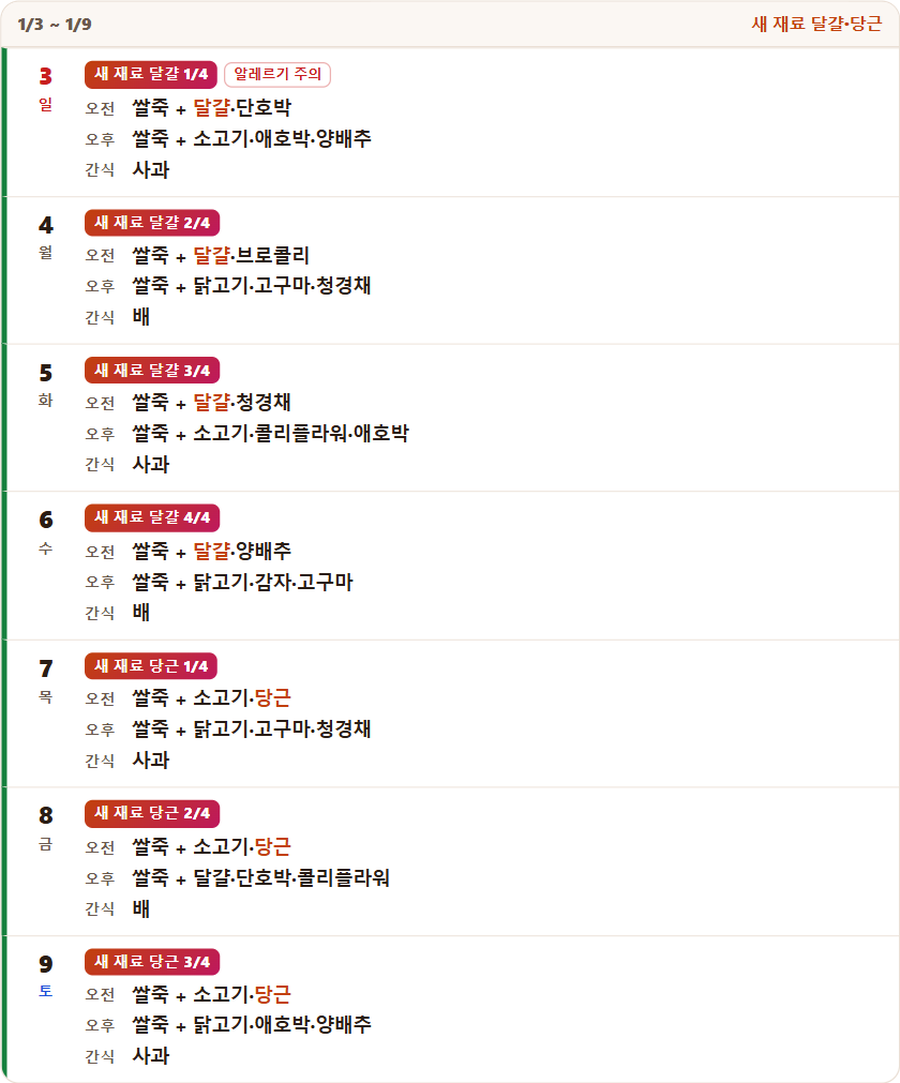 1/3 ~ 1/9 새 재료 달걀·당근
3 새 재료 달걀 1/4 알레르기 주의
일
오전 쌀죽 + 달걀·단호박
오후 쌀죽 + 소고기·애호박·양배추
간식 사과
4 새 재료 달걀 2/4
월
오전 쌀죽 + 달걀·브로콜리
오후 쌀죽 + 닭고기·고구마·청경채
간식 배
5 새 재료 달걀 3/4
화
오전 쌀죽 + 달걀·청경채
오후 쌀죽 + 소고기·콜리플라워·애호박
간식 사과
6 새 재료 달걀 4/4
수
오전 쌀죽 + 달걀·양배추
오후 쌀죽 + 닭고기·감자·고구마
간식 배
7 새 재료 당근 1/4
목
오전 쌀죽 + 소고기·당근
오후 쌀죽 + 닭고기·고구마·청경채
간식 사과
8 새 재료 당근 2/4
금
오전 쌀죽 + 소고기·당근
오후 쌀죽 + 달걀·단호박·콜리플라워
간식 배
9 새 재료 당근 3/4
토
오전 쌀죽 + 소고기·당근
오후 쌀죽 + 닭고기·애호박·양배추
간식 사과